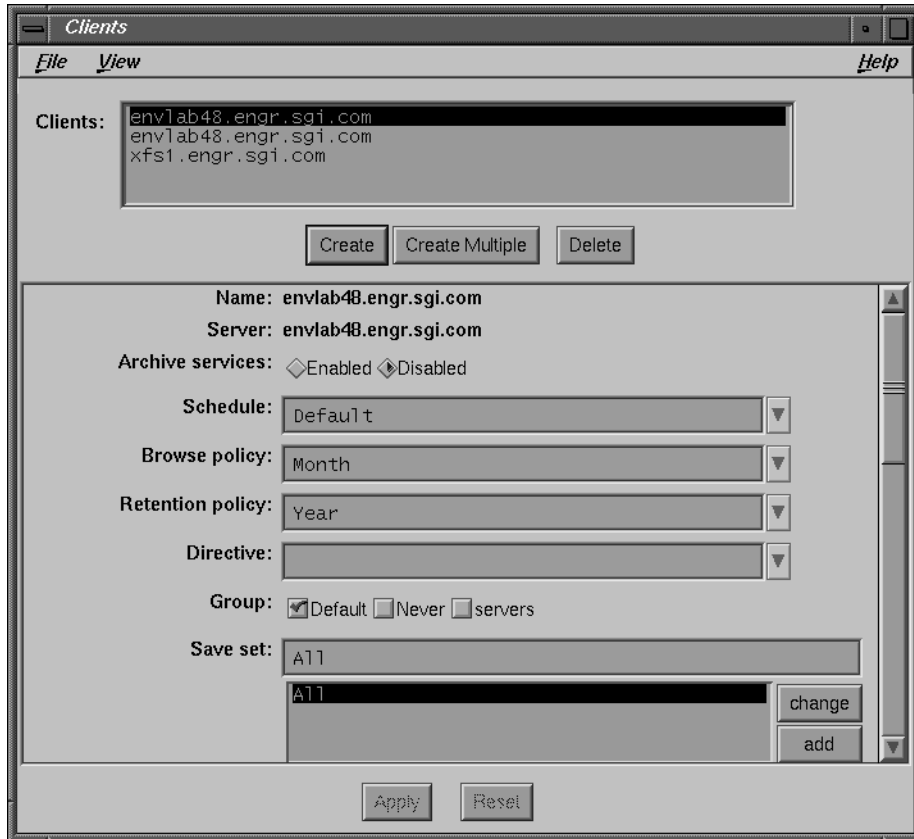 Clients
File View Help
Clients:
envlab48.engr.sgi.com
envlab48.engr.sgi.com
xfs1.engr.sgi.com
Create Create Multiple Delete
Name: envlab48.engr.sgi.com
Server: envlab48.engr.sgi.com
Archive services: Enabled Disabled
Schedule: Default
Browse policy: Month
Retention policy: Year
Directive:
Group: Default Never servers
Save set: All
All
change
add
Apply Reset